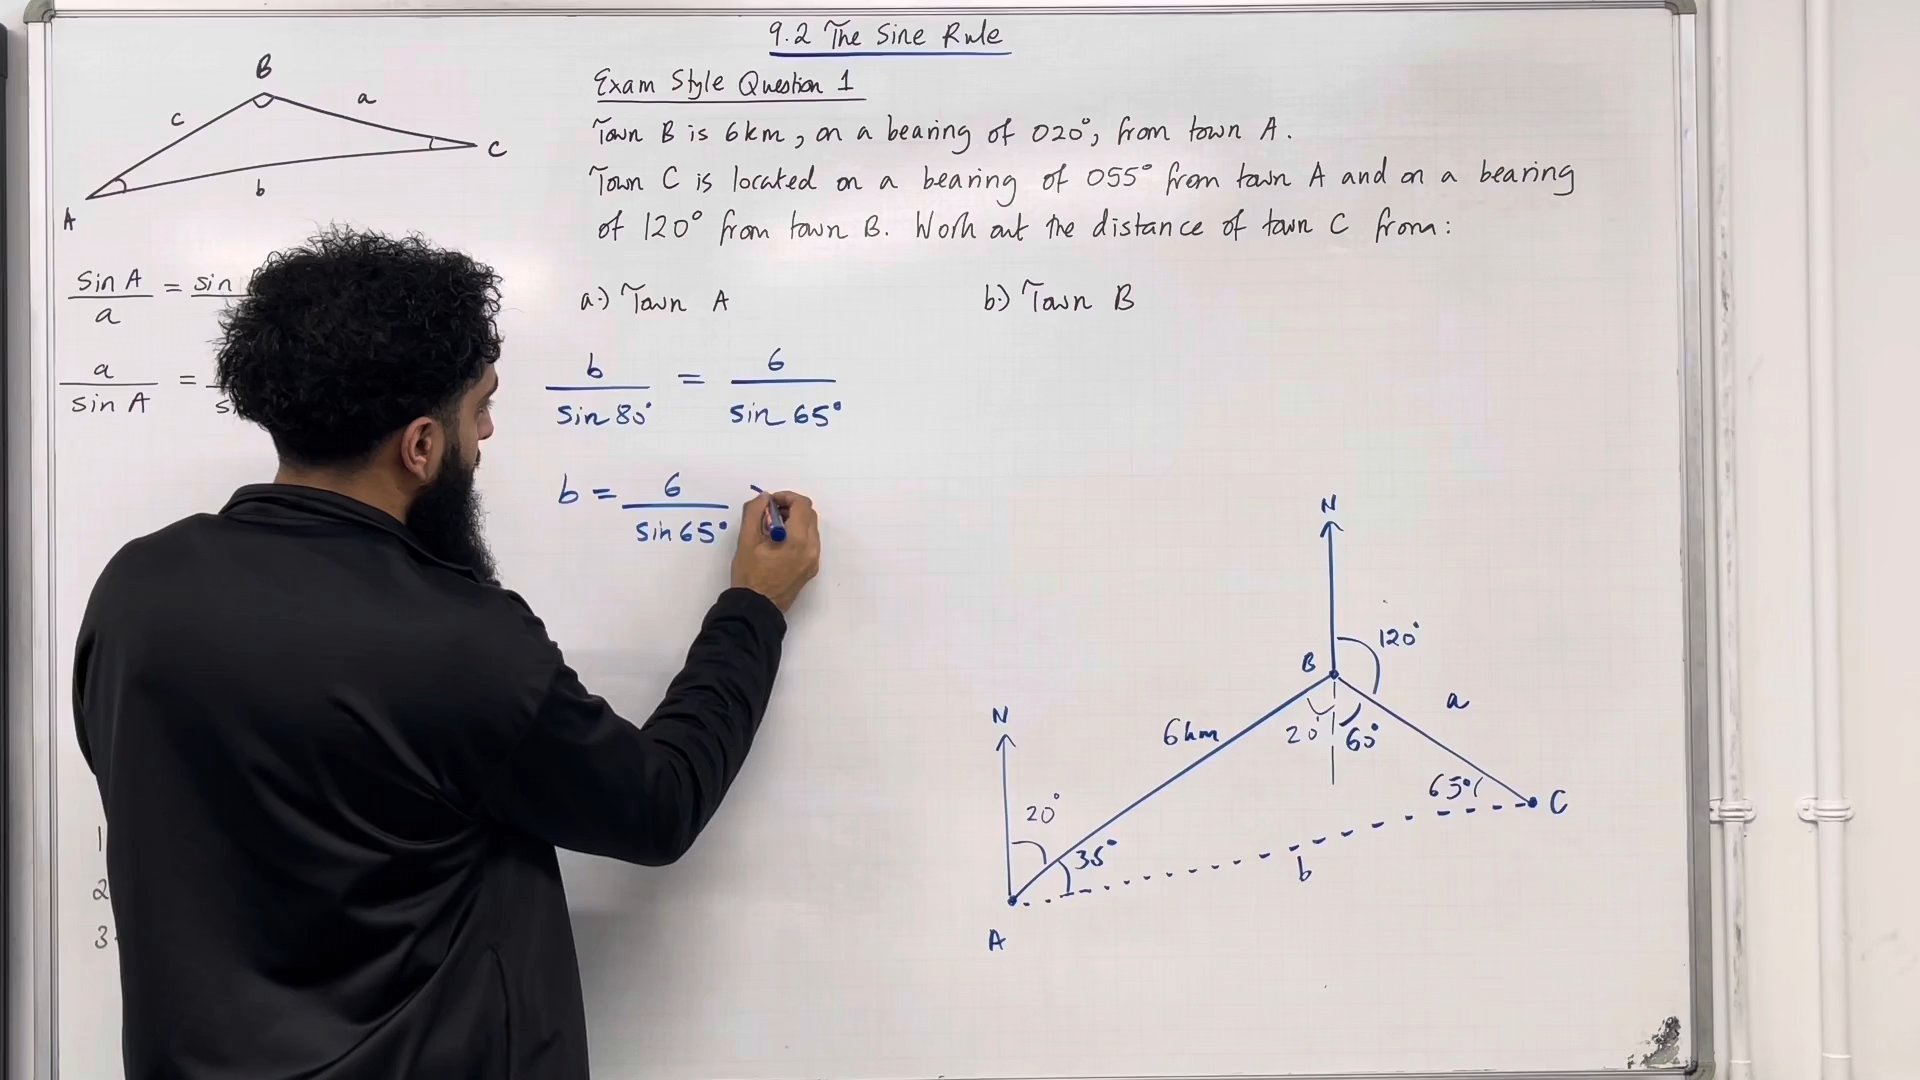 9.2 The Sine Rule
Exam Style Question 1
Town B is 6km, on a bearing of 020°, from town A.
Town C is located on a bearing of 055° from town A and on a bearing
of 120° from town B. Work out the distance of town C from:
a.) Town A
b.) Town B
B
c
a
C
b
A
sin A = sin
a
a =
sin A
b = 6
sin 80° sin 65°
b = 6
sin 65°
1
2
3
N
120°
B
a
N
6km
20° 60°
20°
65°
C
35°
b
A